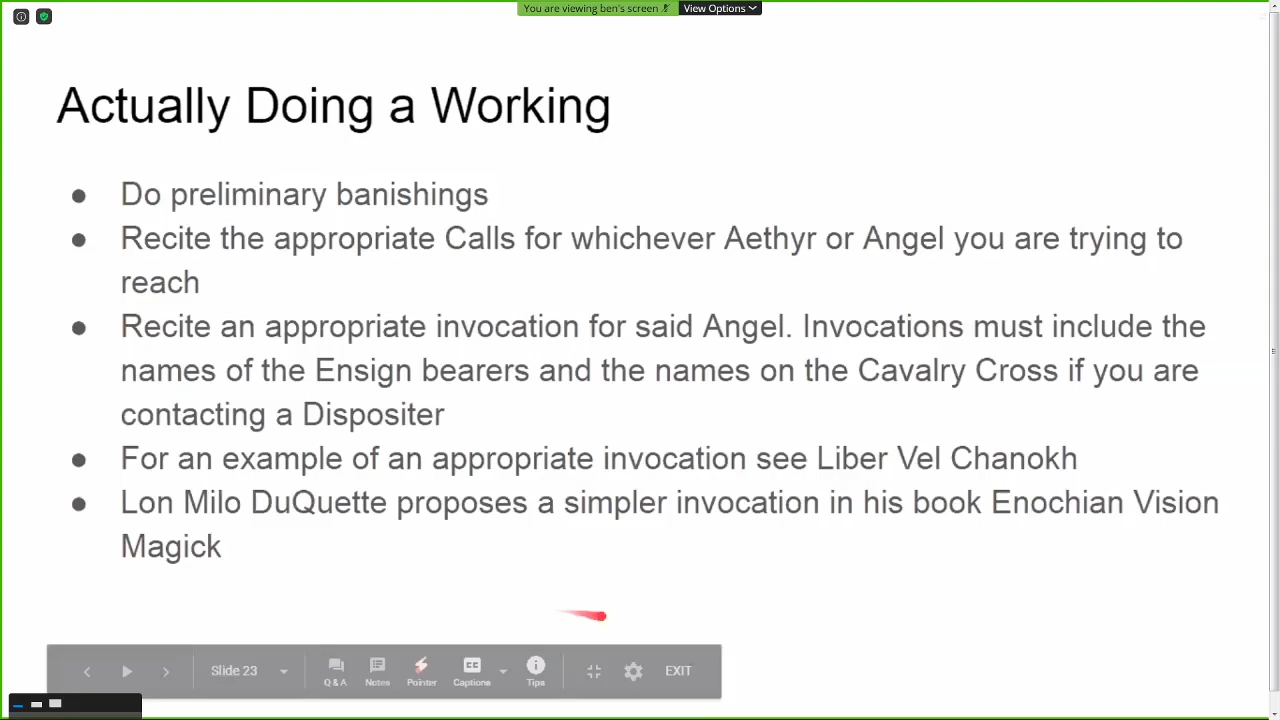 You are viewing ben's screen
View Options
Actually Doing a Working
● Do preliminary banishings
● Recite the appropriate Calls for whichever Aethyr or Angel you are trying to
reach
● Recite an appropriate invocation for said Angel. Invocations must include the
names of the Ensign bearers and the names on the Cavalry Cross if you are
contacting a Dispositer
● For an example of an appropriate invocation see Liber Vel Chanokh
● Lon Milo DuQuette proposes a simpler invocation in his book Enochian Vision
Magick
Slide 23
Q & A
Notes
Pointer
CC
Captions
Tips
EXIT